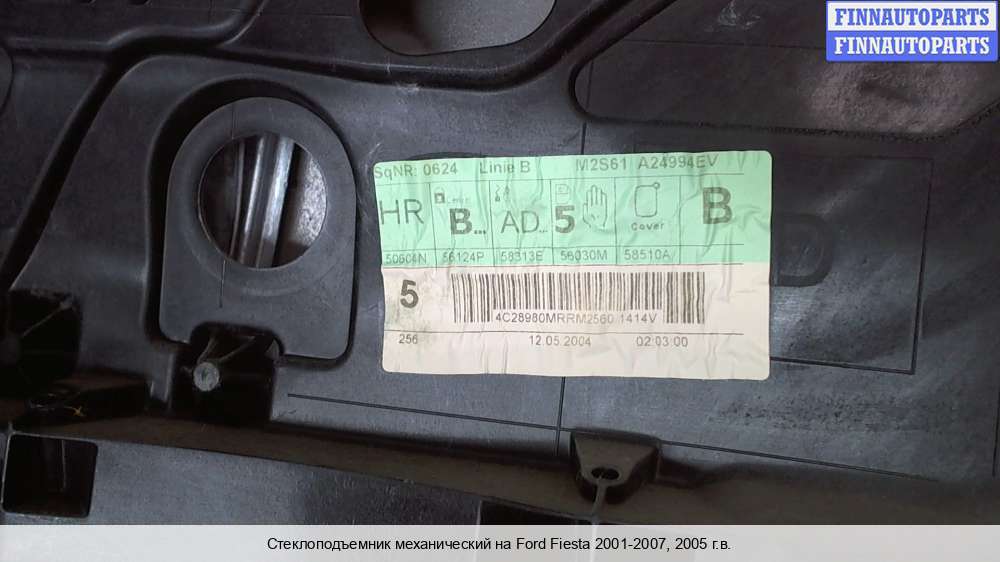 FINNAUTOPARTS
FINNAUTOPARTS
SqNR: 0624 Linie B M2S61 A24994EV
HR B... AD... 5 Cover B
50604N 56124P 58313E 56030M 58510A
5
4C28980MRRM2560 1414V
256 12.05.2004 02:03:00
Стеклоподъемник механический на Ford Fiesta 2001-2007, 2005 г.в.